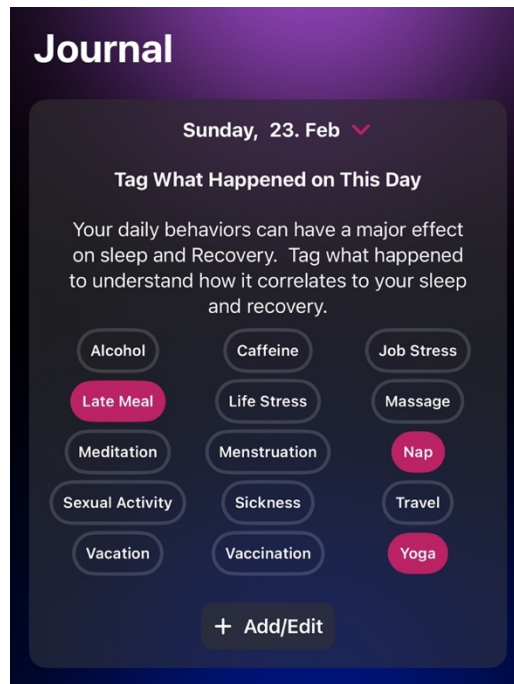 Journal
Sunday, 23. Feb
Tag What Happened on This Day
Your daily behaviors can have a major effect
on sleep and Recovery. Tag what happened
to understand how it correlates to your sleep
and recovery.
Alcohol Caffeine Job Stress
Late Meal Life Stress Massage
Meditation Menstruation Nap
Sexual Activity Sickness Travel
Vacation Vaccination Yoga
+ Add/Edit